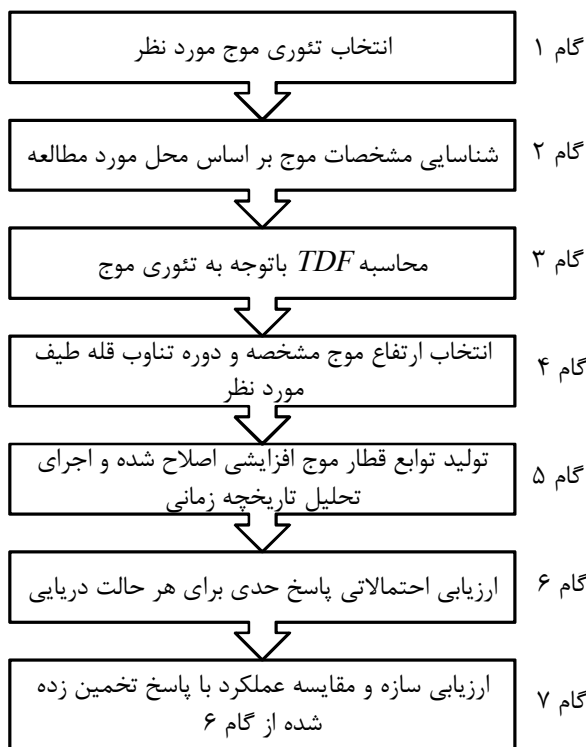 گام ۱
انتخاب تئوری موج مورد نظر
گام ۲
شناسایی مشخصات موج بر اساس محل مورد مطالعه
گام ۳
محاسبه TDF باتوجه به تئوری موج
گام ۴
انتخاب ارتفاع موج مشخصه و دوره تناوب قله طیف
مورد نظر
گام ۵
تولید توابع قطار موج افزایشی اصلاح شده و اجرای
تحلیل تاریخچه زمانی
گام ۶
ارزیابی احتمالاتی پاسخ حدی برای هر حالت دریایی
گام ۷
ارزیابی سازه و مقایسه عملکرد با پاسخ تخمین زده
شده از گام ۶